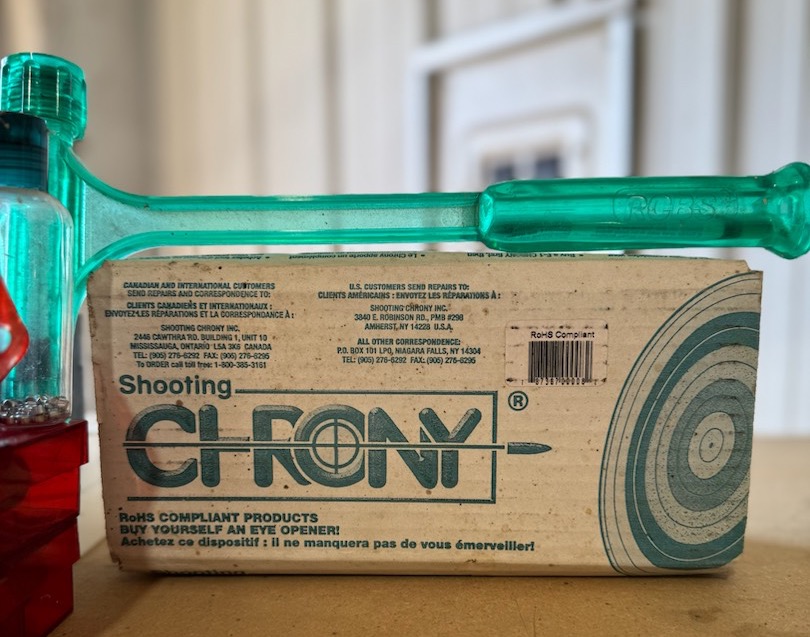 RCBS
• Le Chrony apporte un complément
CANADIAN AND INTERNATIONAL CUSTOMERS
SEND REPAIRS AND CORRESPONDENCE TO:
CLIENTS CANADIENS ET INTERNATIONAUX :
ENVOYEZ-LES RÉPARATIONS ET LA CORRESPONDANCE À :
SHOOTING CHRONY INC.
2446 CAWTHRA RD. BUILDING 1, UNIT 10
MISSISSAUGA, ONTARIO L5A 3K6 CANADA
TEL: (905) 276-6292 FAX: (905) 276-6295
To ORDER call toll free: 1-800-385-3161
U.S. CUSTOMERS SEND REPAIRS TO:
CLIENTS AMÉRICAINS : ENVOYEZ LES RÉPARATIONS À :
SHOOTING CHRONY INC.
3840 E. ROBINSON RD., PMB #298
AMHERST, NY 14228 U.S.A.
ALL OTHER CORRESPONDENCE:
P.O. BOX 101 LPO, NIAGARA FALLS, NY 14304
TEL: (905) 276-6292 FAX: (905) 276-6295
RoHS Compliant
Shooting
CHRONY ®
RoHS COMPLIANT PRODUCTS
BUY YOURSELF AN EYE OPENER!
Achetez ce dispositif : il ne manquera pas de vous émerveiller!